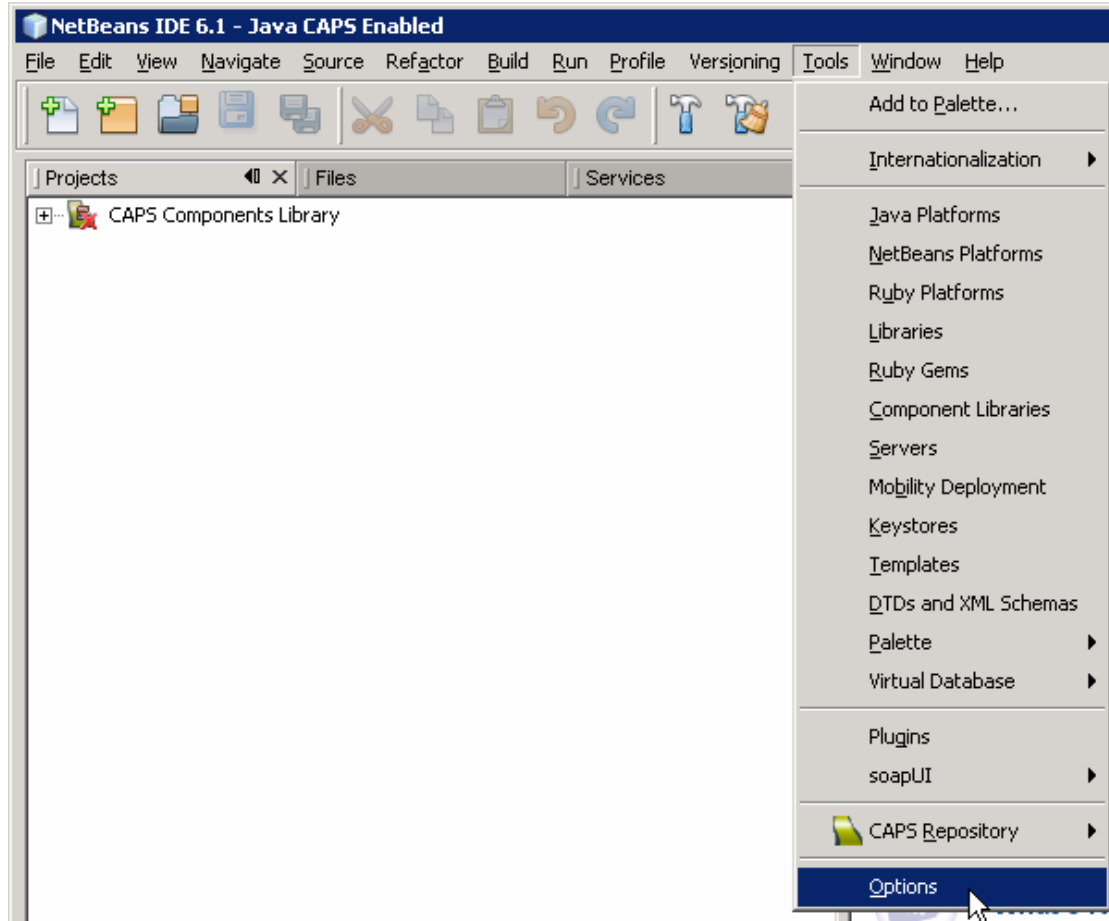 NetBeans IDE 6.1 - Java CAPS Enabled
File Edit View Navigate Source Refactor Build Run Profile Versioning Tools Window Help
Projects Files Services
CAPS Components Library
Add to Palette...
Internationalization
Java Platforms
NetBeans Platforms
Ruby Platforms
Libraries
Ruby Gems
Component Libraries
Servers
Mobility Deployment
Keystores
Templates
DTDs and XML Schemas
Palette
Virtual Database
Plugins
soapUI
CAPS Repository
Options